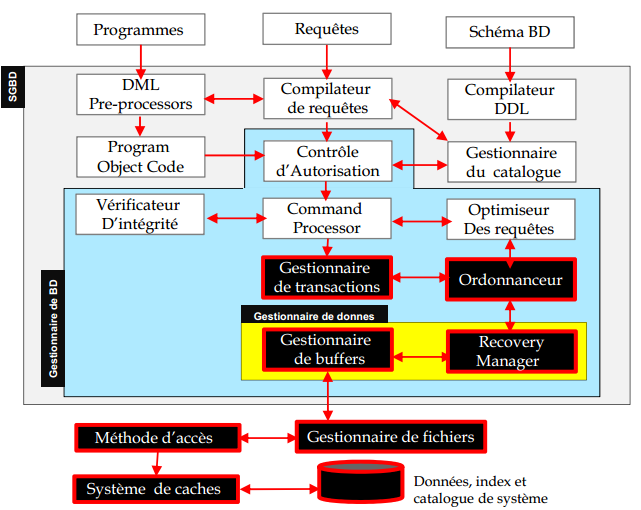 Programmes
Requêtes
Schéma BD
SGBD
DML
Pre-processors
Compilateur
de requêtes
Compilateur
DDL
Program
Object Code
Contrôle
d'Autorisation
Gestionnaire
du catalogue
Vérificateur
D'intégrité
Command
Processor
Optimiseur
Des requêtes
Gestionnaire de BD
Gestionnaire
de transactions
Ordonnanceur
Gestionnaire de donnes
Gestionnaire
de buffers
Recovery
Manager
Méthode d'accès
Gestionnaire de fichiers
Système de caches
Données, index et
catalogue de système